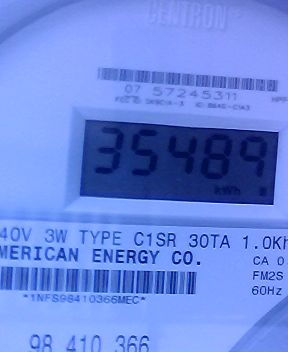 CENTRON
07 57245311
35489
kWh
40V 3W TYPE C1SR 30TA 1.0Kh
MERICAN ENERGY CO.
CA 0
FM2S
60Hz
*1NFS98410366MEC*
98 410 366